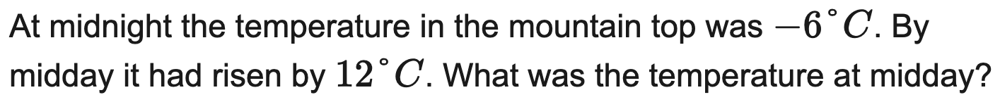 At midnight the temperature in the mountain top was −6°C. By
midday it had risen by 12°C. What was the temperature at midday?